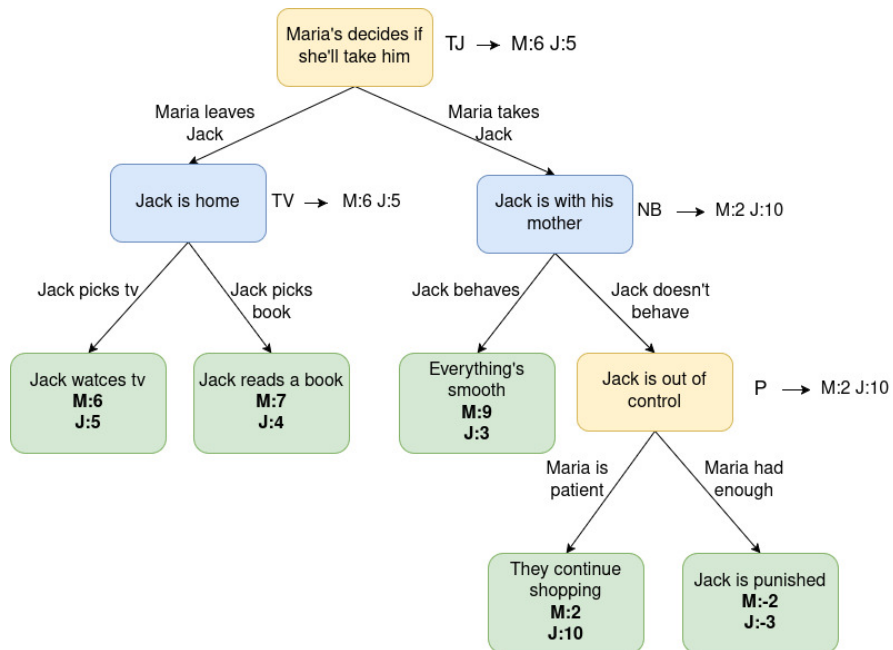 Maria's decides if
she'll take him
TJ → M:6 J:5
Maria leaves
Jack
Maria takes
Jack
Jack is home
TV → M:6 J:5
Jack is with his
mother
NB → M:2 J:10
Jack picks tv
Jack picks
book
Jack behaves
Jack doesn't
behave
Jack watces tv
M:6
J:5
Jack reads a book
M:7
J:4
Everything's
smooth
M:9
J:3
Jack is out of
control
P → M:2 J:10
Maria is
patient
Maria had
enough
They continue
shopping
M:2
J:10
Jack is punished
M:-2
J:-3